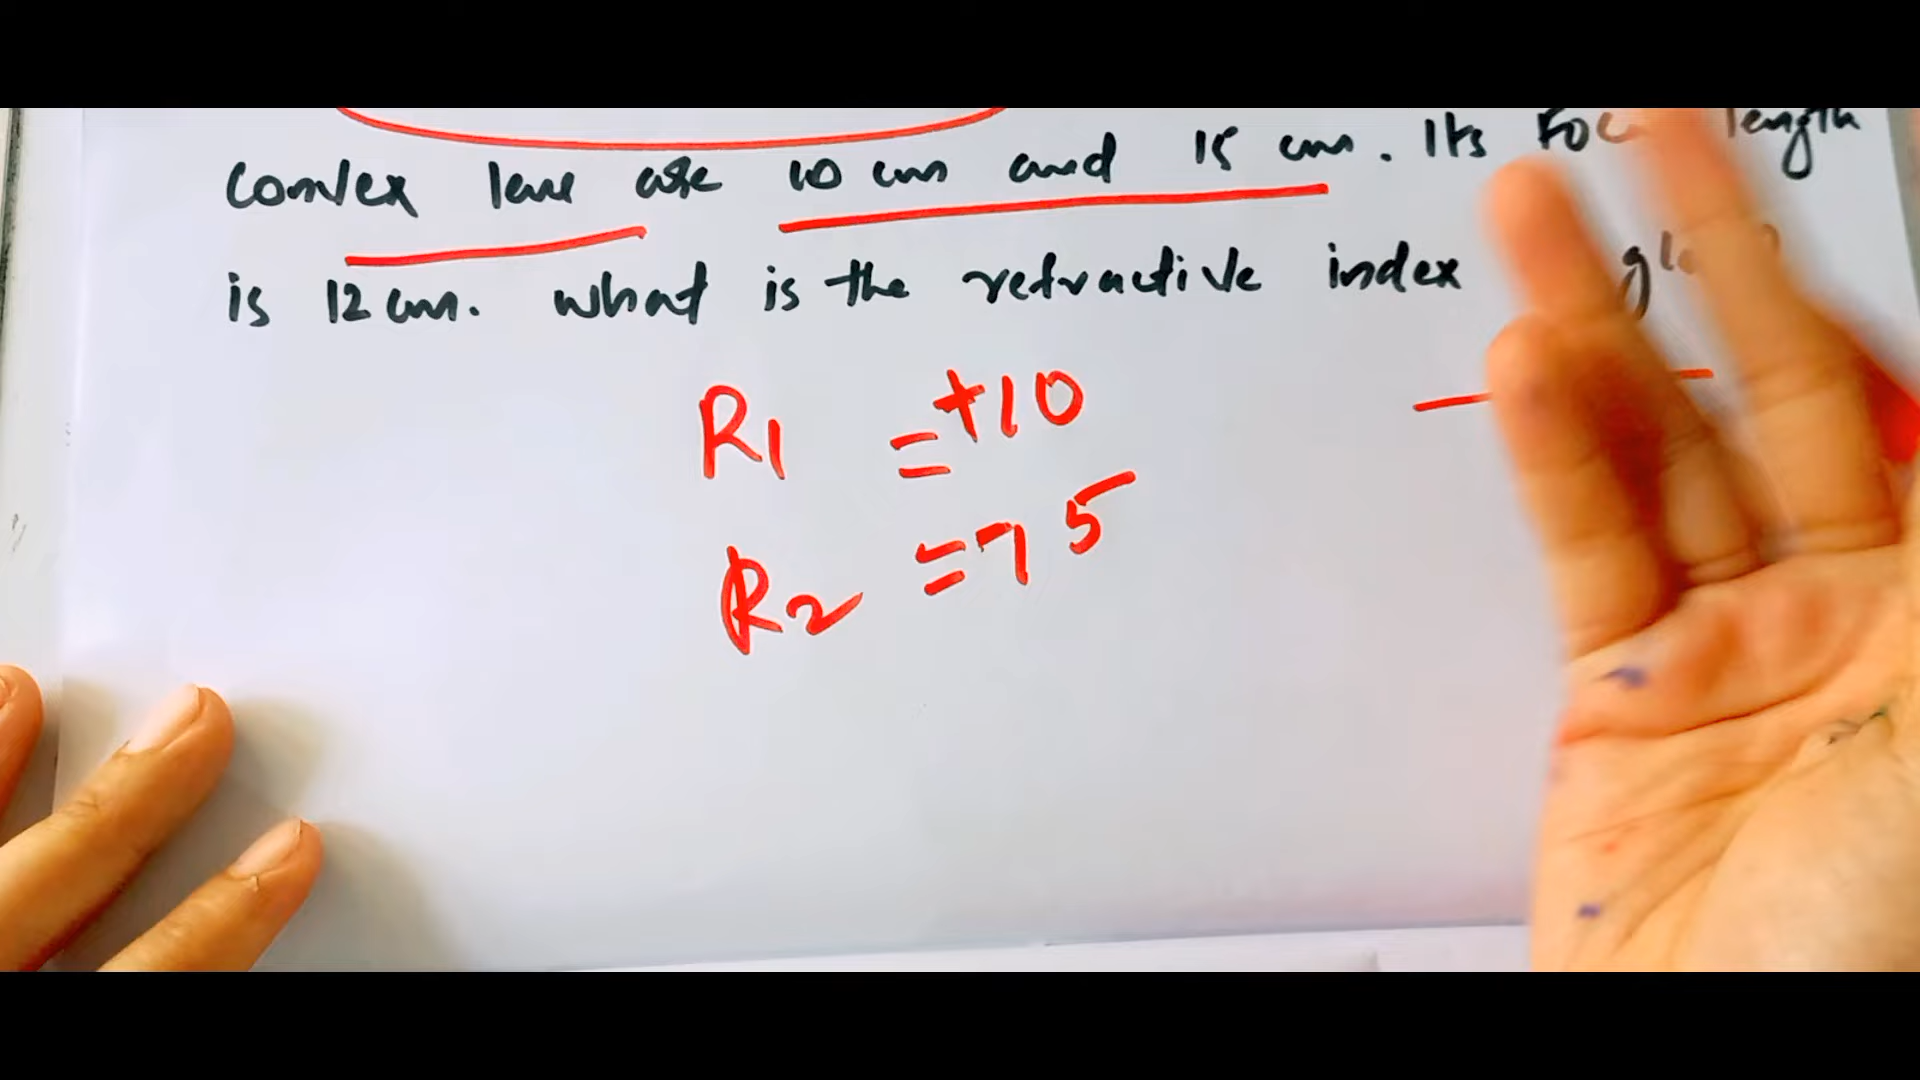 convex lens are 10 cm and 15 cm. Its length
is 12 cm. what is the refractive index
R1 = +10
R2 = -15